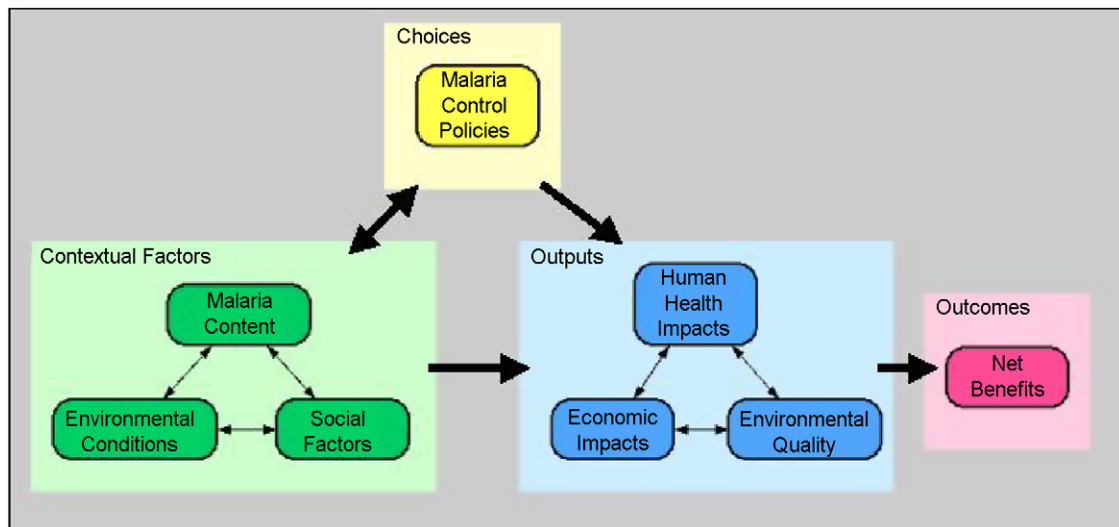 Choices
Malaria
Control
Policies
Contextual Factors
Malaria
Content
Environmental
Conditions
Social
Factors
Outputs
Human
Health
Impacts
Economic
Impacts
Environmental
Quality
Outcomes
Net
Benefits